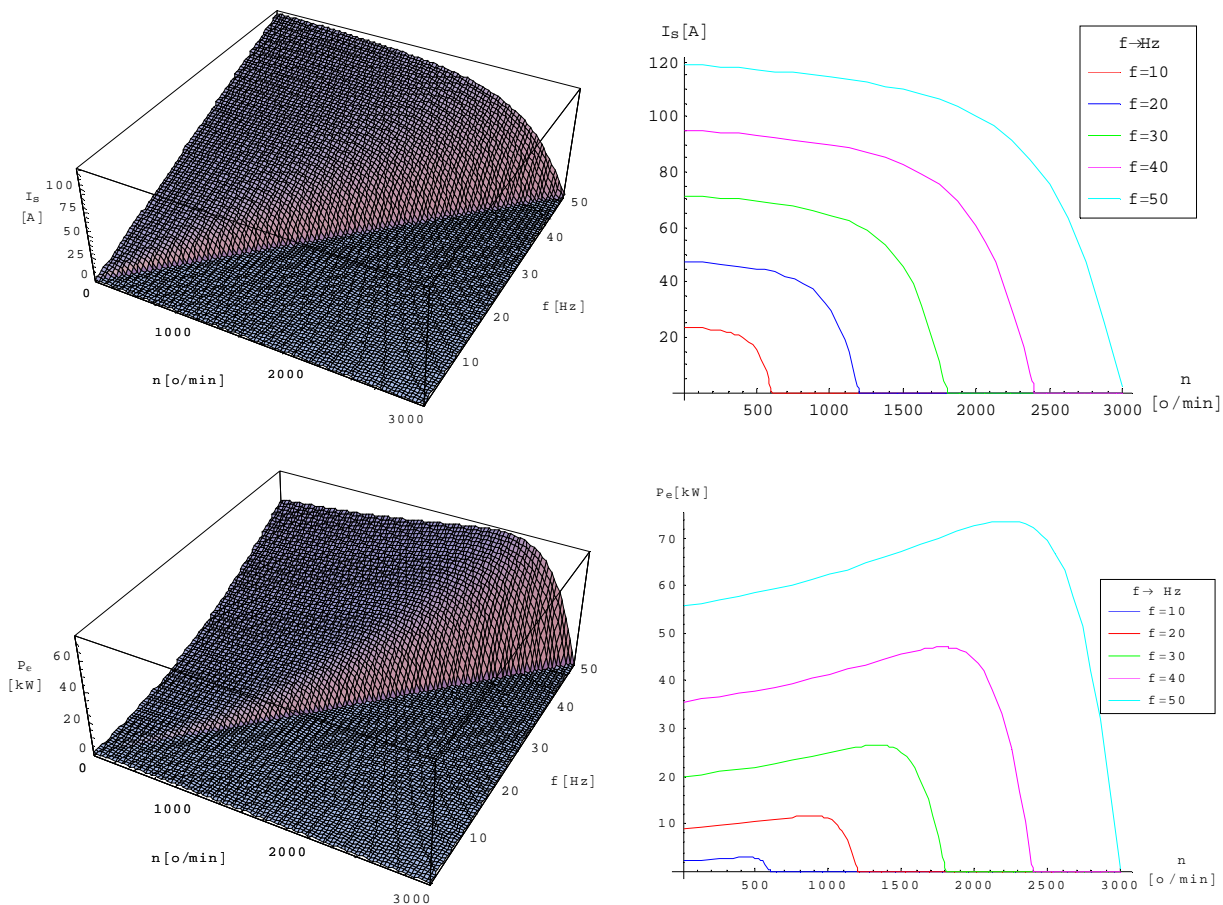 I_s
[A]
100
75
50
25
0
0
1000
2000
3000
n[o/min]
10
20
30
40
50
f[Hz]
I_s[A]
120
100
80
60
40
20
500
1000
1500
2000
2500
3000
n
[o/min]
f→Hz
f=10
f=20
f=30
f=40
f=50
P_e
[kW]
60
40
20
0
0
1000
2000
3000
n[o/min]
10
20
30
40
50
f[Hz]
P_e[kW]
70
60
50
40
30
20
10
500
1000
1500
2000
2500
3000
n
[o/min]
f→ Hz
f=10
f=20
f=30
f=40
f=50